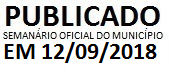 PUBLICADO
SEMANÁRIO OFICIAL DO MUNICÍPIO
EM 12/09/2018